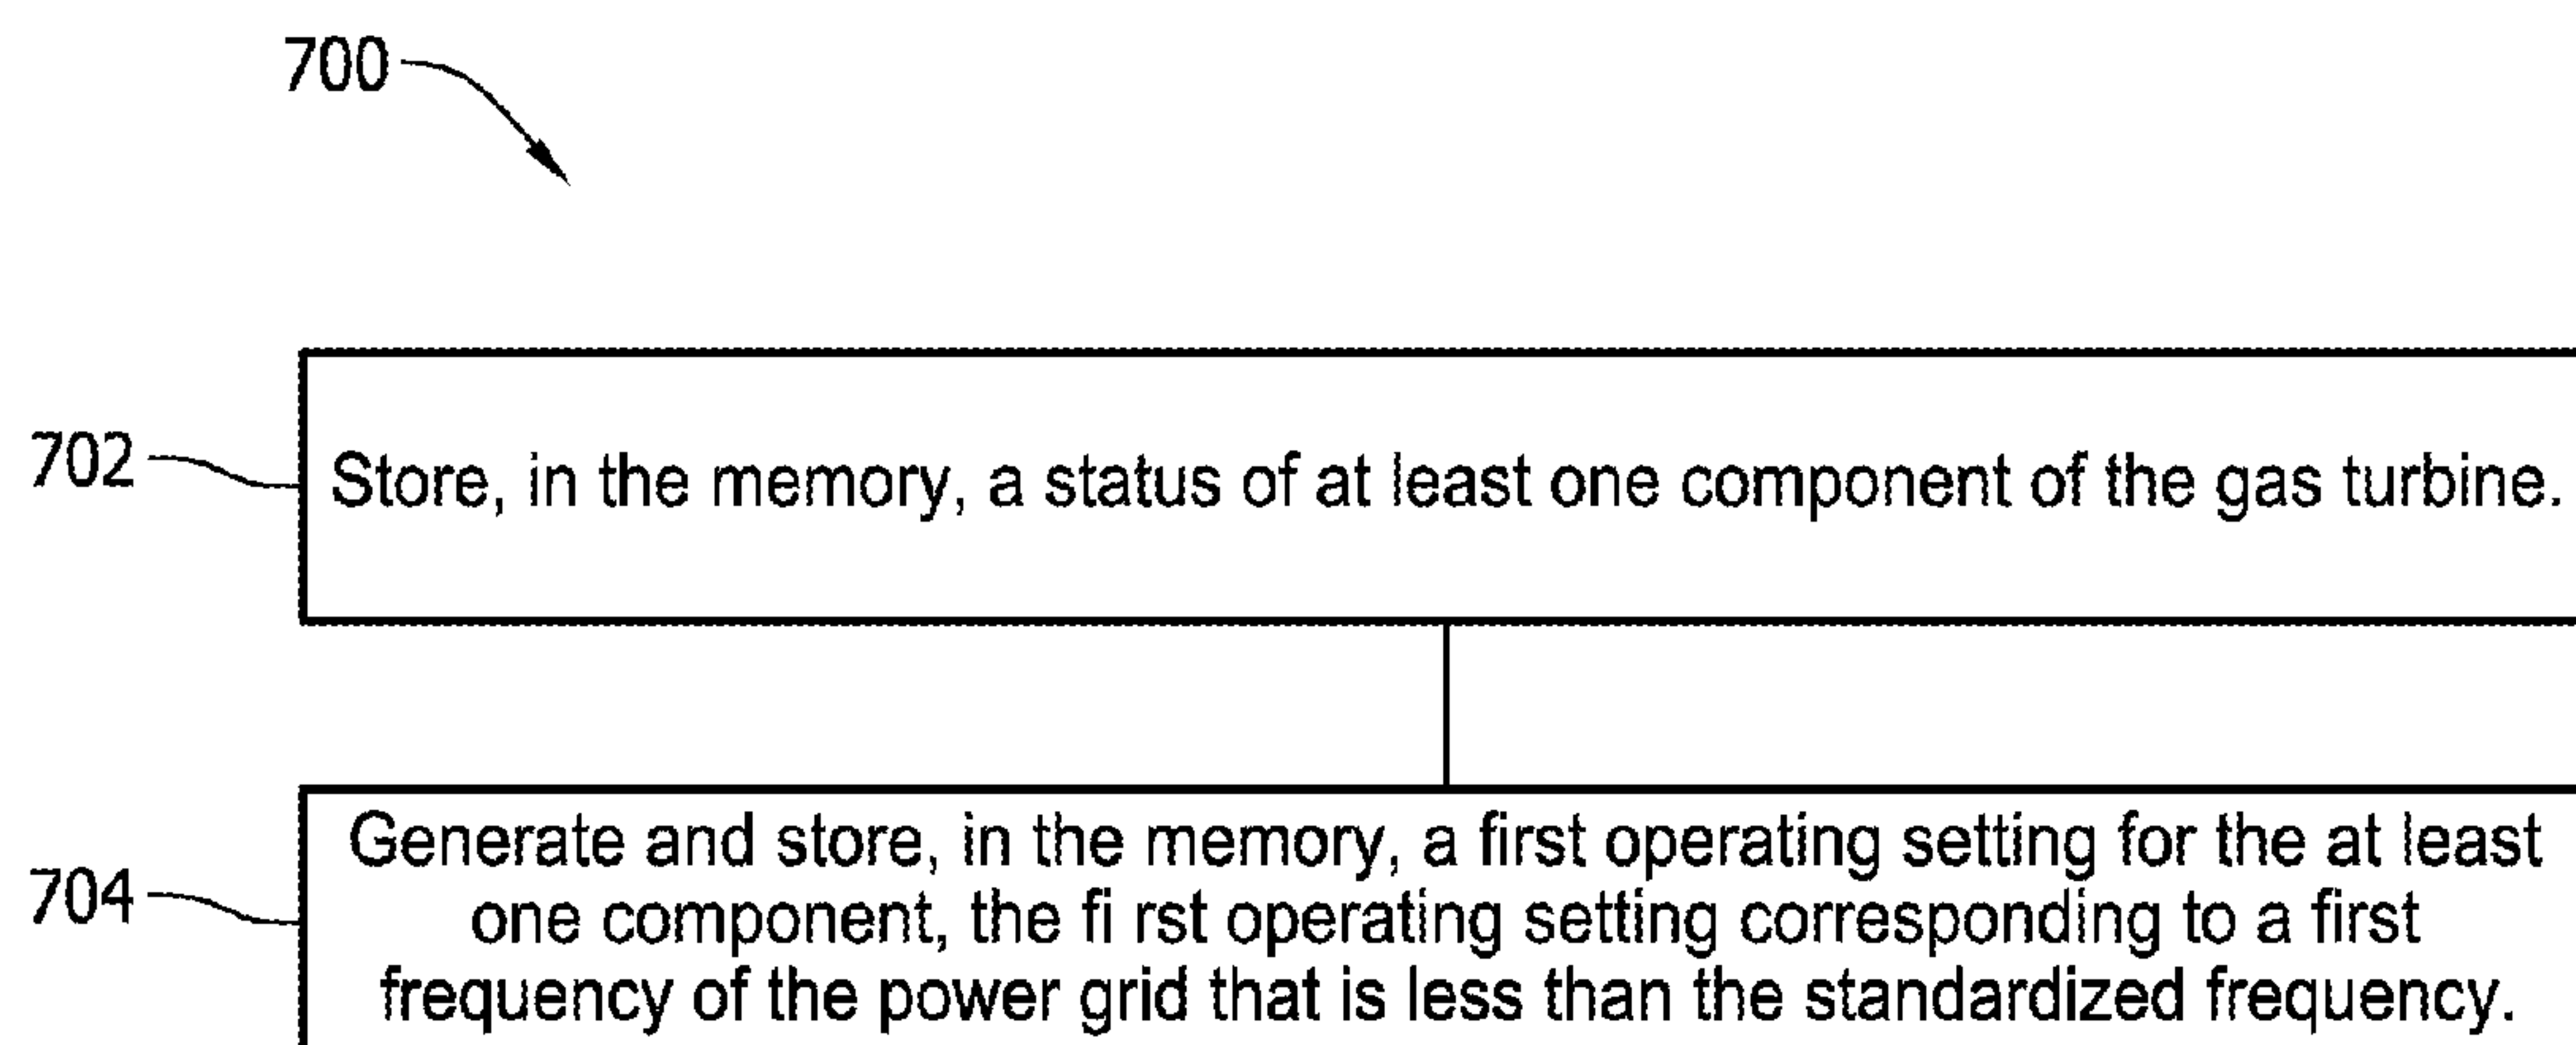 700
702
Store, in the memory, a status of at least one component of the gas turbine.
704
Generate and store, in the memory, a first operating setting for the at least
one component, the fi rst operating setting corresponding to a first
frequency of the power grid that is less than the standardized frequency.